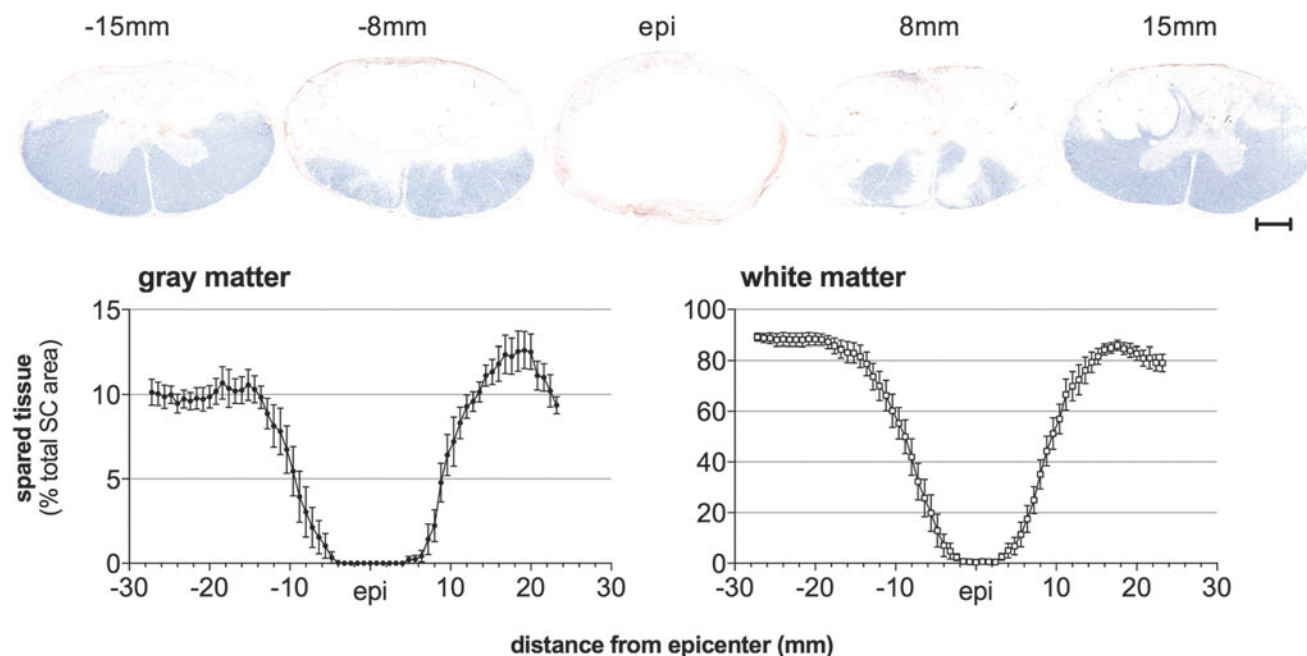 -15mm -8mm epi 8mm 15mm
gray matter
white matter
spared tissue
(% total SC area)
15
10
5
0
-30 -20 -10 epi 10 20 30
100
80
60
40
20
0
-30 -20 -10 epi 10 20 30
distance from epicenter (mm)